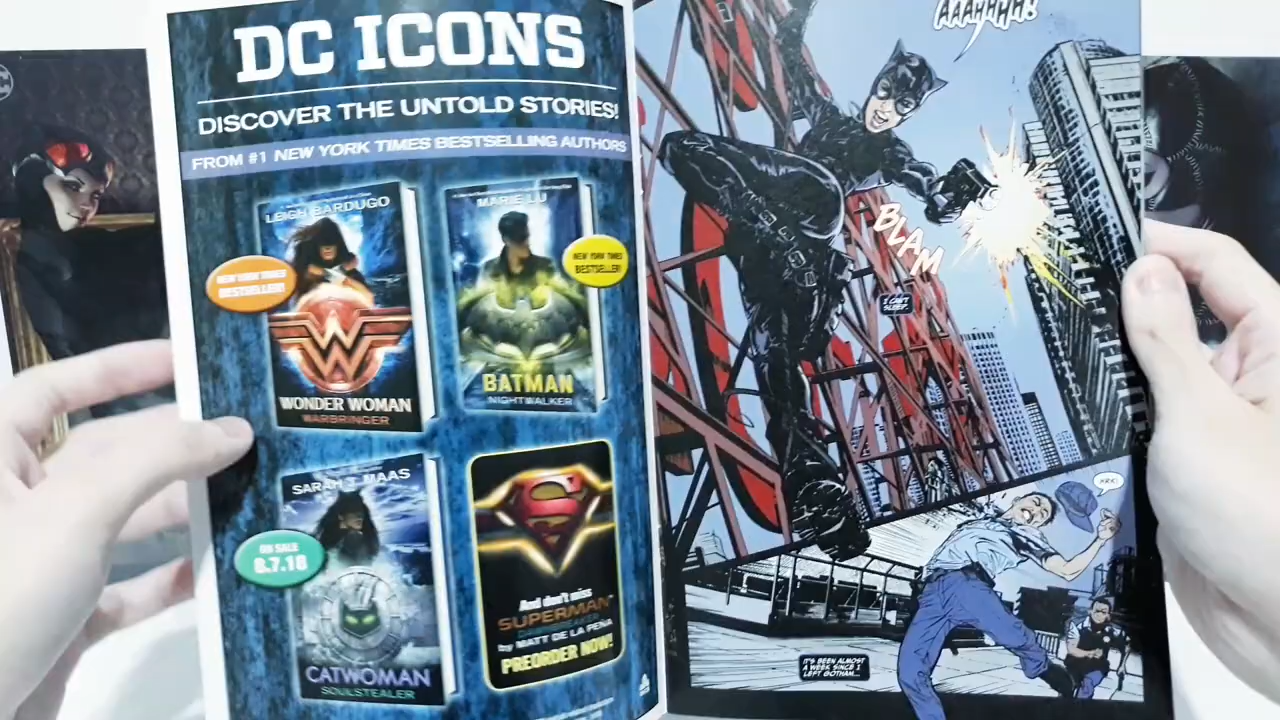 DC ICONS
DISCOVER THE UNTOLD STORIES!
FROM #1 NEW YORK TIMES BESTSELLING AUTHORS
LEIGH BARDUGO
NEW YORK TIMES
BESTSELLER!
WONDER WOMAN
WARBRINGER
MARIE LU
NEW YORK TIMES
BESTSELLER!
BATMAN
NIGHTWALKER
SARAH J. MAAS
ON SALE
8.7.18
CATWOMAN
SOULSTEALER
And don't miss
SUPERMAN
by MATT DE LA PEÑA
PREORDER NOW!
AAAHHHH!
BLAM
I CAN'T
SLEEP.
HRK!
IT'S BEEN ALMOST
A WEEK SINCE I
LEFT GOTHAM...